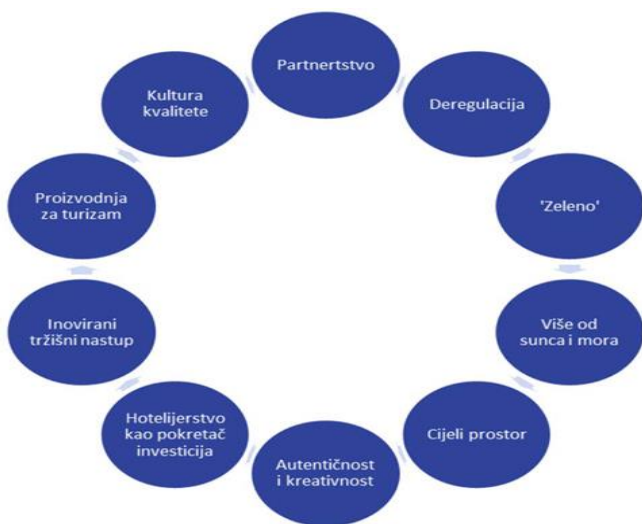 Partnertstvo
Deregulacija
'Zeleno'
Više od
sunca i mora
Cijeli prostor
Autentičnost
i kreativnost
Hotelijerstvo
kao pokretač
investicija
Inovirani
tržišni nastup
Proizvodnja
za turizam
Kultura
kvalitete